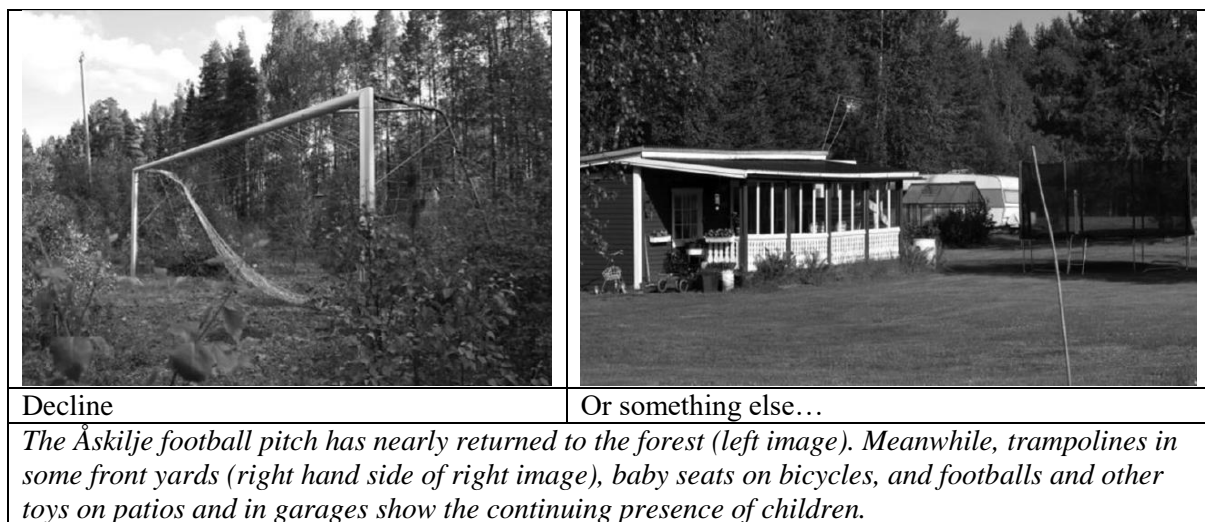 Decline
Or something else…
The Åskilje football pitch has nearly returned to the forest (left image). Meanwhile, trampolines in
some front yards (right hand side of right image), baby seats on bicycles, and footballs and other
toys on patios and in garages show the continuing presence of children.